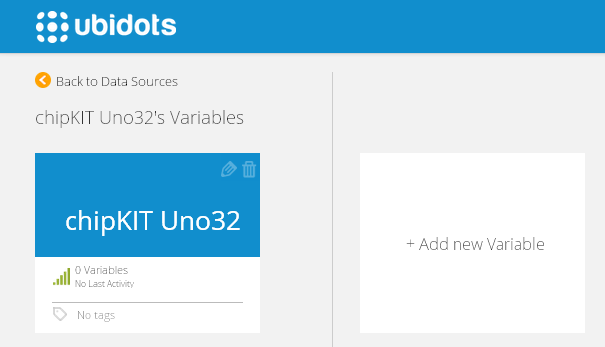 ubidots
Back to Data Sources
chipKIT Uno32's Variables
chipKIT Uno32
0 Variables
No Last Activity
No tags
+ Add new Variable